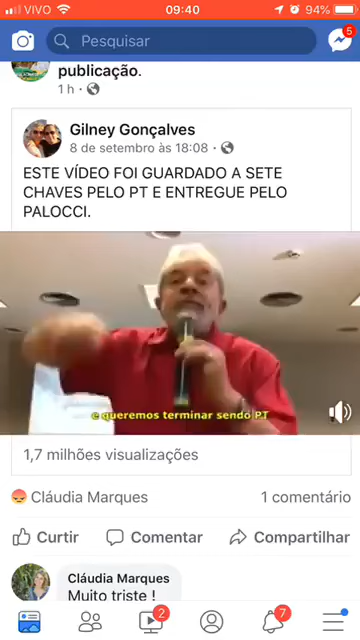 VIVO
09:40
94%
Pesquisar
5
publicação.
1 h
Gilney Gonçalves
8 de setembro às 18:08
ESTE VÍDEO FOI GUARDADO A SETE
CHAVES PELO PT E ENTREGUE PELO
PALOCCI.
e queremos terminar sendo PT
1,7 milhões visualizações
Cláudia Marques
1 comentário
Curtir
Comentar
Compartilhar
Cláudia Marques
Muito triste !
2
7